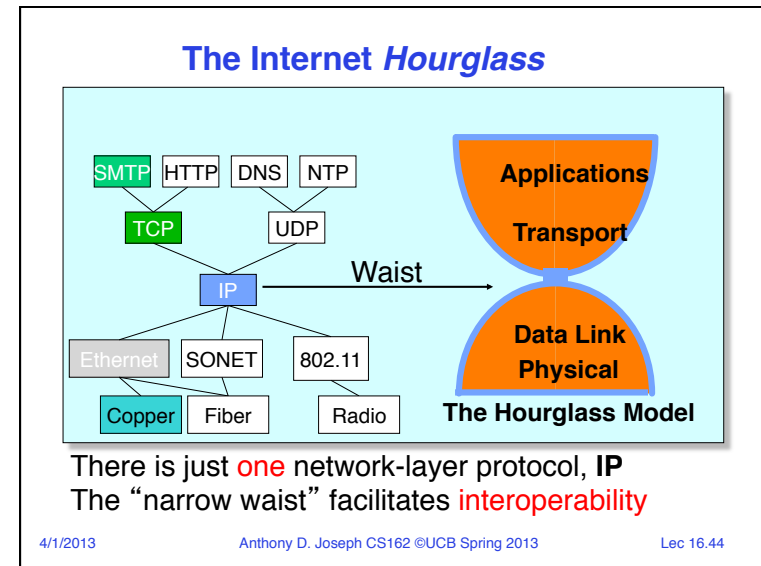 The Internet Hourglass
SMTP HTTP DNS NTP
TCP UDP
IP
Waist
Ethernet SONET 802.11
Copper Fiber Radio
Applications
Transport
Data Link
Physical
The Hourglass Model
There is just one network-layer protocol, IP
The “narrow waist” facilitates interoperability
4/1/2013 Anthony D. Joseph CS162 ©UCB Spring 2013 Lec 16.44